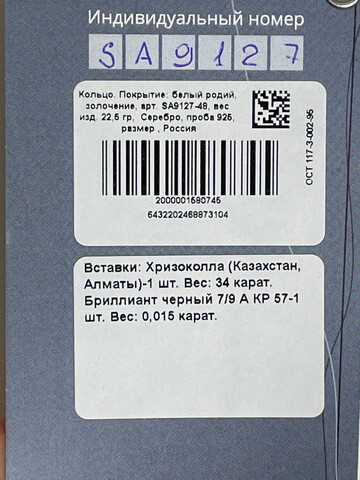 Индивидуальный номер
SA9127
Кольцо. Покрытие: белый родий,
золочение, арт. SA9127-48, вес
изд. 22,5 гр, Серебро, проба 925,
размер , Россия
ОСТ 117-3-002-95
2000001580745
6432202468873104
Вставки: Хризоколла (Казахстан,
Алматы)-1 шт. Вес: 34 карат.
Бриллиант черный 7/9 А КР 57-1
шт. Вес: 0,015 карат.